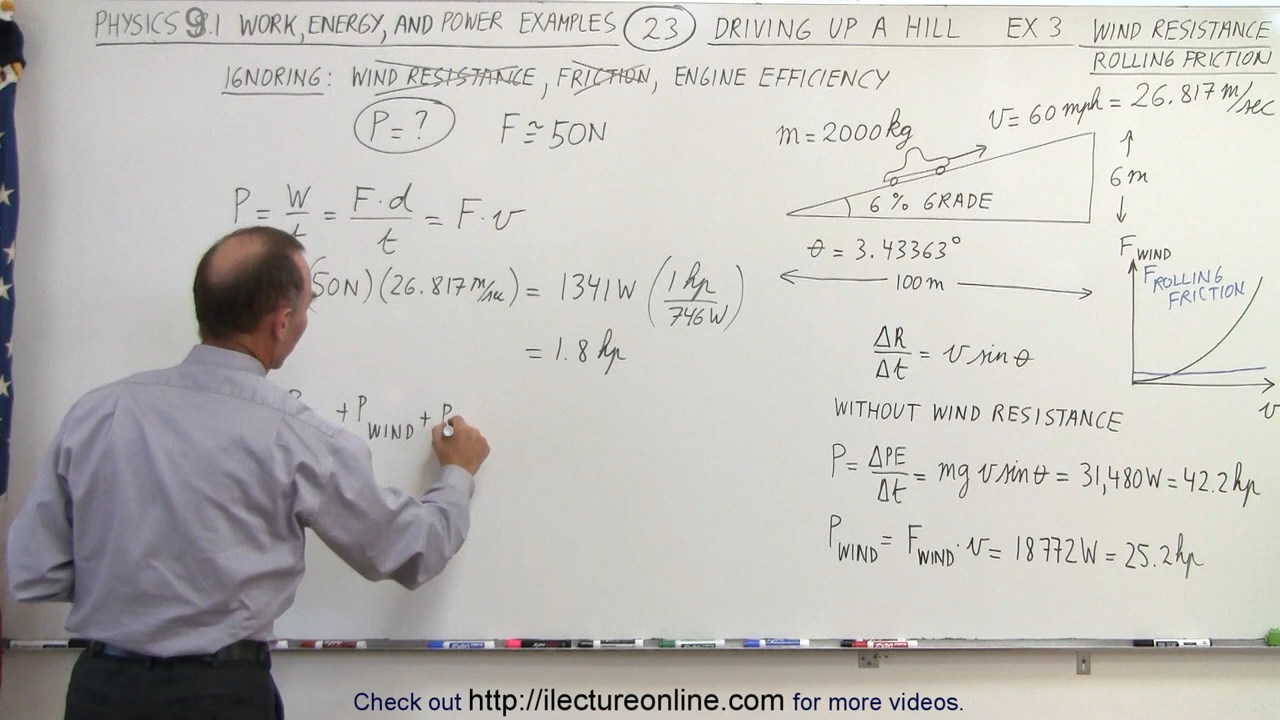 PHYSICS 9.1 WORK, ENERGY, AND POWER EXAMPLES 23 DRIVING UP A HILL EX 3 WIND RESISTANCE
ROLLING FRICTION
IGNORING: WIND RESISTANCE, FRICTION, ENGINE EFFICIENCY
P = ? F ≅ 50N
m = 2000 kg
v = 60 mph = 26.817 m/sec
6 m
6 % GRADE
θ = 3.43363°
100 m
P = W/t = F·d/t = F·v
(50N)(26.817 m/sec) = 1341 W (1 hp/746 W)
= 1.8 hp
+ P WIND + P
F WIND
F ROLLING FRICTION
v
ΔR/Δt = v sin θ
WITHOUT WIND RESISTANCE
P = ΔPE/Δt = mg v sin θ = 31,480 W = 42.2 hp
P WIND = F WIND · v = 18772 W = 25.2 hp
Check out http://ilectureonline.com for more videos.